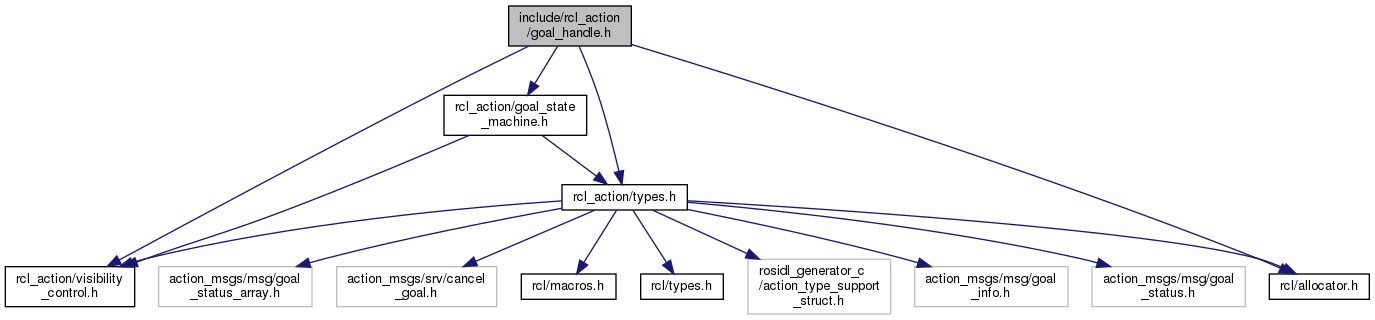 include/rcl_action
/goal_handle.h
rcl_action/goal_state
_machine.h
rcl_action/types.h
rcl_action/visibility
_control.h
action_msgs/msg/goal
_status_array.h
action_msgs/srv/cancel
_goal.h
rcl/macros.h
rcl/types.h
rosidl_generator_c
/action_type_support
_struct.h
action_msgs/msg/goal
_info.h
action_msgs/msg/goal
_status.h
rcl/allocator.h